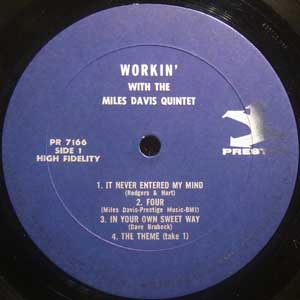 WORKIN'
WITH THE
MILES DAVIS QUINTET
PR 7166
SIDE 1
HIGH FIDELITY
PREST
1. IT NEVER ENTERED MY MIND
(Rodgers & Hart)
2. FOUR
(Miles Davis-Prestige Music-BMI)
3. IN YOUR OWN SWEET WAY
(Dave Brubeck)
4. THE THEME (take 1)